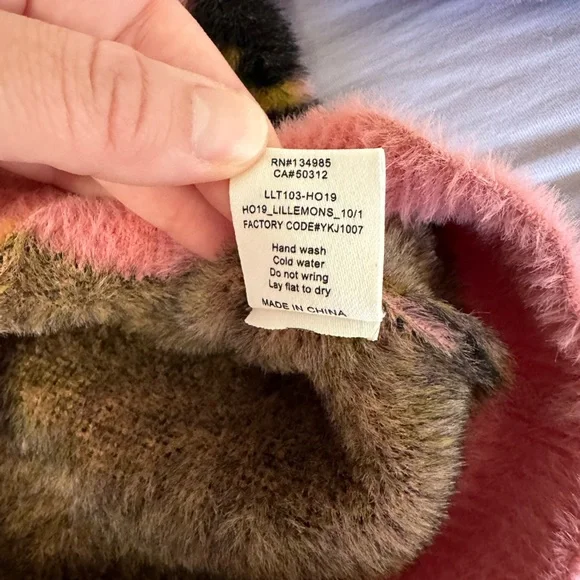 RN#134985
CA#50312
LLT103-HO19
HO19_LILLEMONS_10/1
FACTORY CODE#YKJ1007
Hand wash
Cold water
Do not wring
Lay flat to dry
MADE IN CHINA